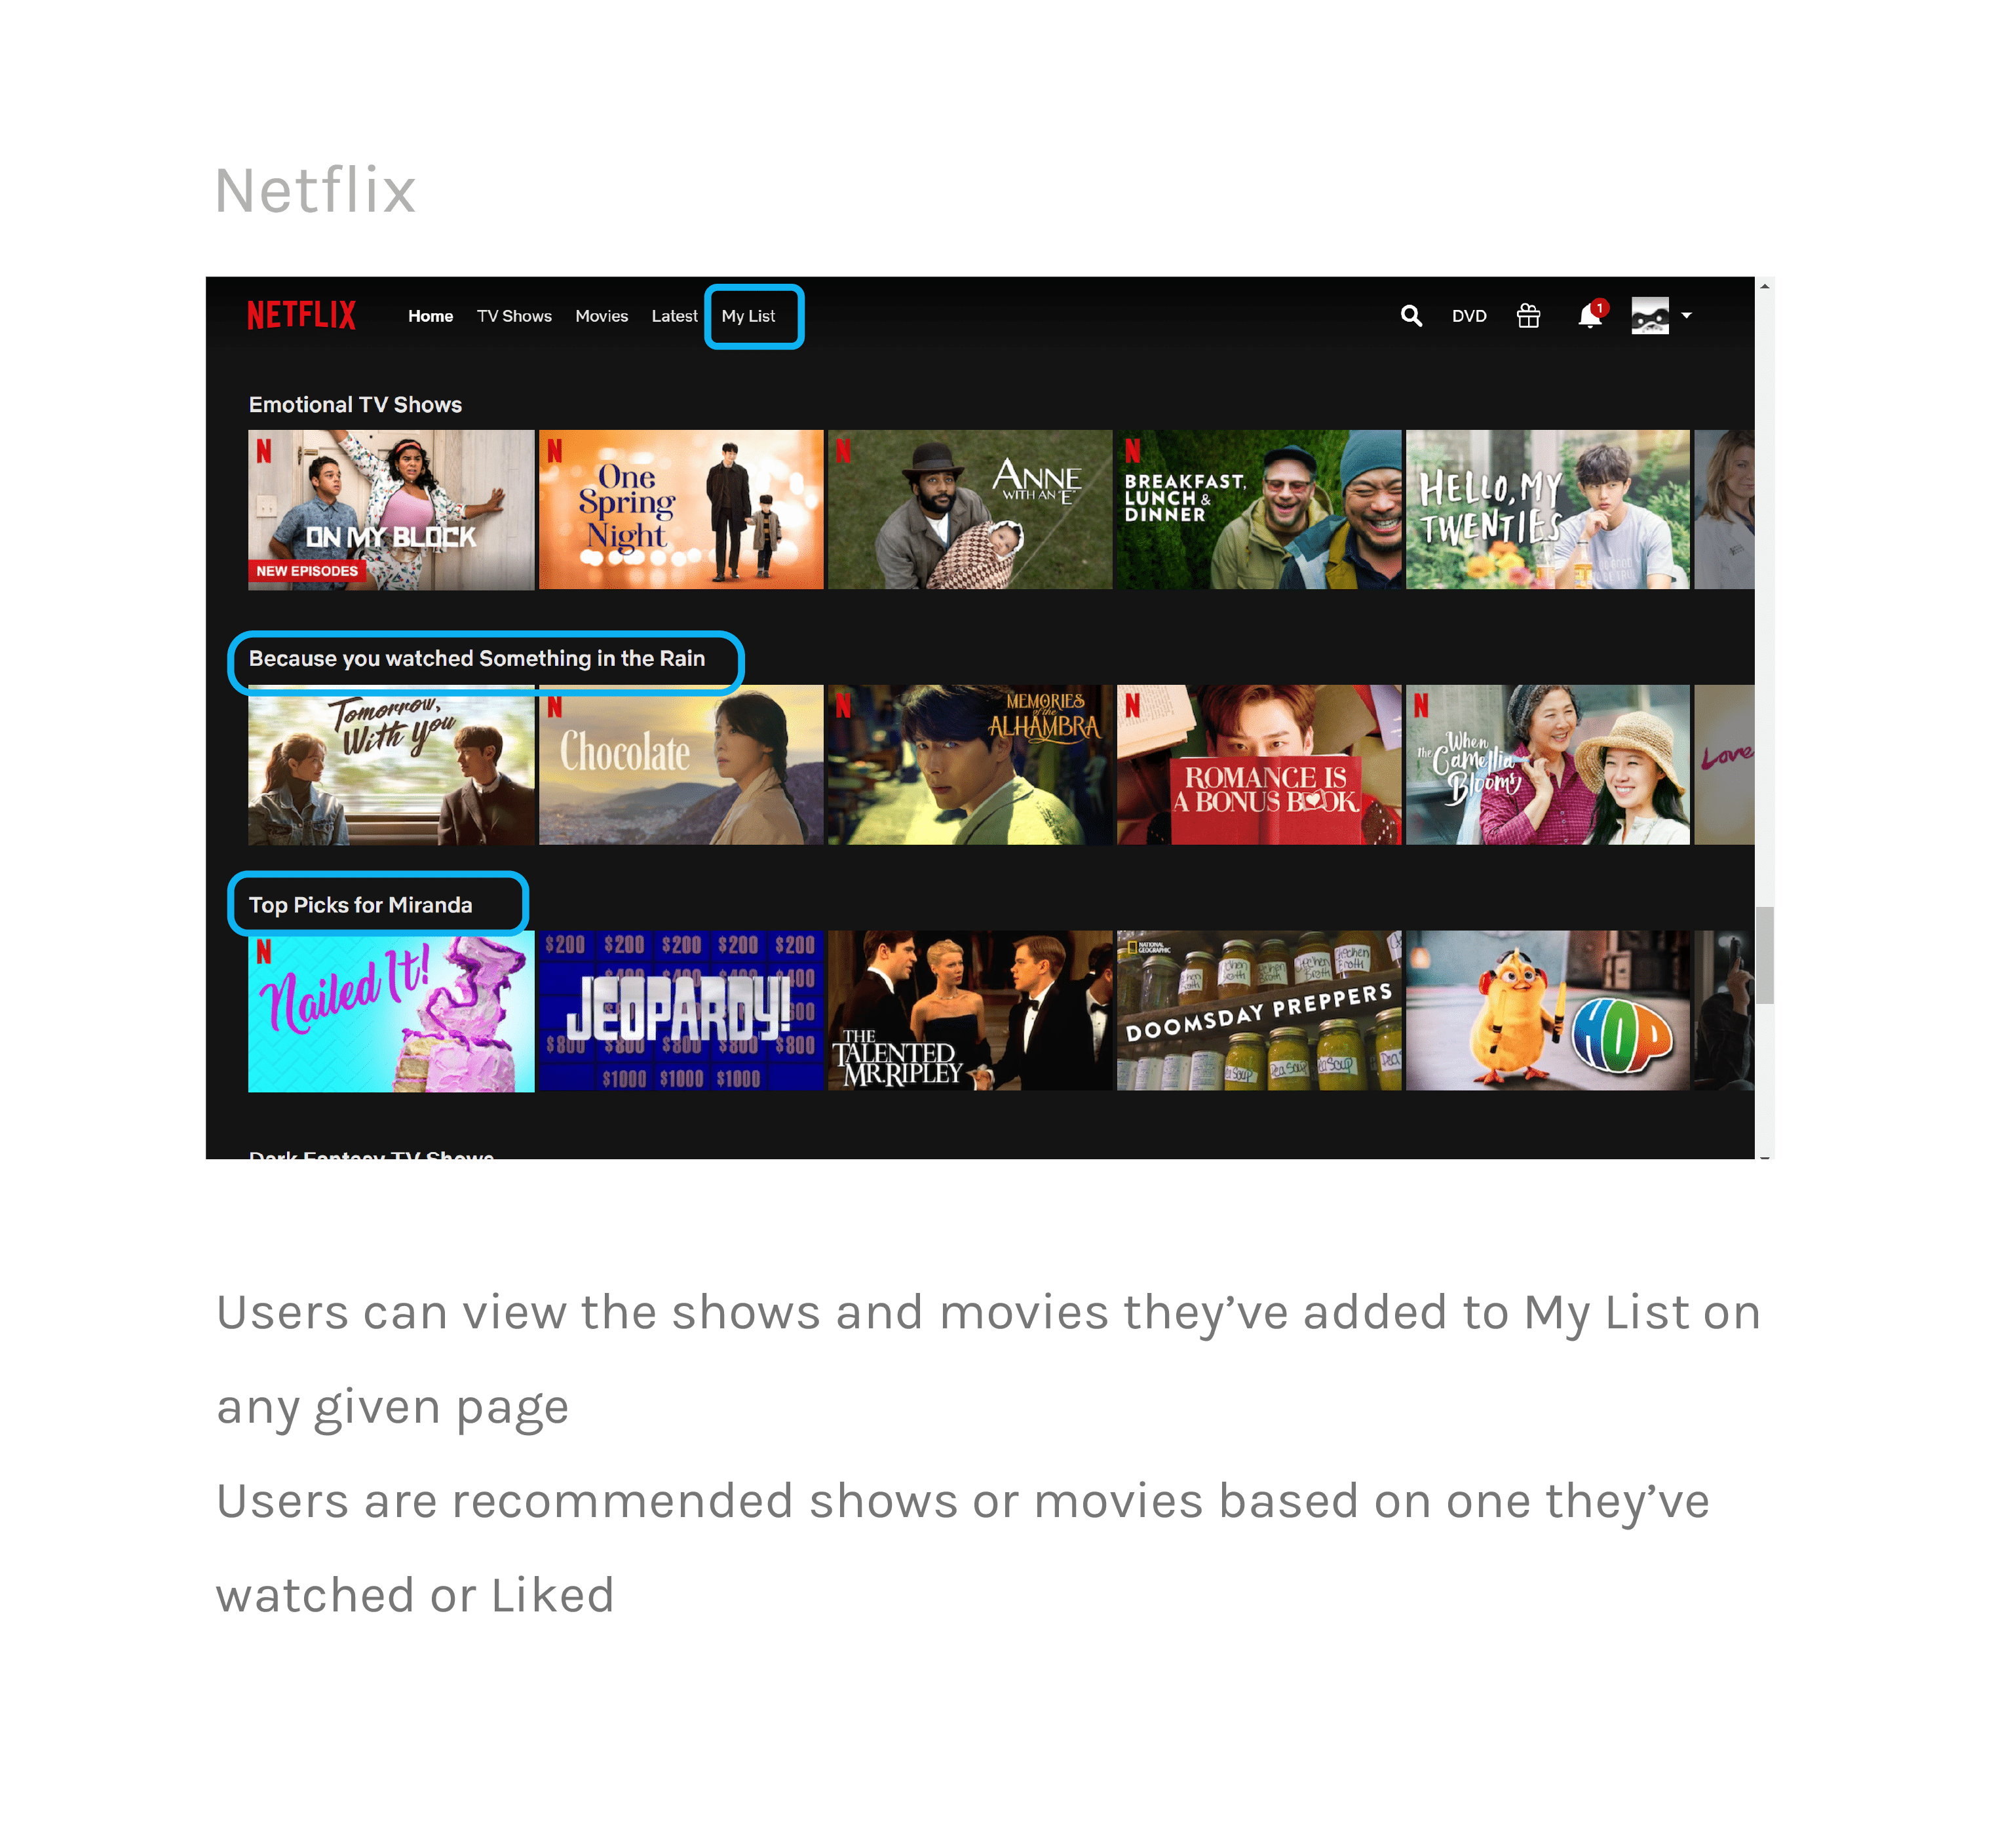 Netflix
NETFLIX Home TV Shows Movies Latest My List DVD 1
Emotional TV Shows
N ON MY BLOCK NEW EPISODES
N One Spring Night
N ANNE WITH AN "E"
N BREAKFAST, LUNCH & DINNER
HELLO, MY TWENTIES
Because you watched Something in the Rain
Tomorrow, With You
N Chocolate
N MEMORIES of the ALHAMBRA
N ROMANCE IS A BONUS BOOK
N When The Camellia Blooms
Love
Top Picks for Miranda
N Nailed It!
$200 $200 $200 $200 $200
JEOPARDY!
$800 $800 $800 $800 $800
$1000 $1000 $1000
THE TALENTED MR. RIPLEY
NATIONAL GEOGRAPHIC DOOMSDAY PREPPERS
HOP
Dark Fantasy TV Shows
Users can view the shows and movies they’ve added to My List on
any given page
Users are recommended shows or movies based on one they’ve
watched or Liked